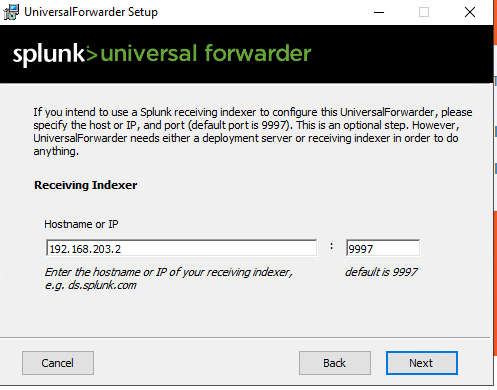 UniversalForwarder Setup
splunk>universal forwarder
If you intend to use a Splunk receiving indexer to configure this UniversalForwarder, please
specify the host or IP, and port (default port is 9997). This is an optional step. However,
UniversalForwarder needs either a deployment server or receiving indexer in order to do
anything.
Receiving Indexer
Hostname or IP
192.168.203.2 : 9997
Enter the hostname or IP of your receiving indexer, default is 9997
e.g. ds.splunk.com
Cancel Back Next